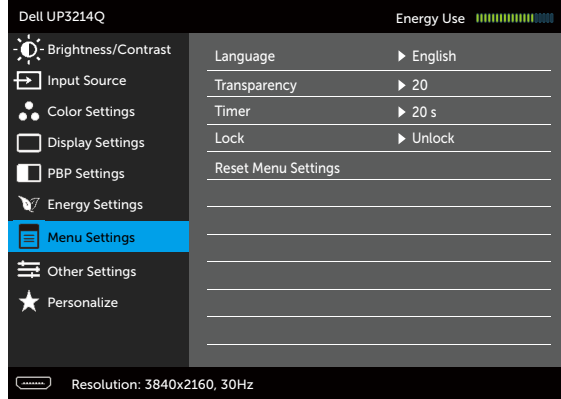 Dell UP3214Q
Energy Use
Brightness/Contrast
Input Source
Color Settings
Display Settings
PBP Settings
Energy Settings
Menu Settings
Other Settings
Personalize
Language English
Transparency 20
Timer 20 s
Lock Unlock
Reset Menu Settings
Resolution: 3840x2160, 30Hz